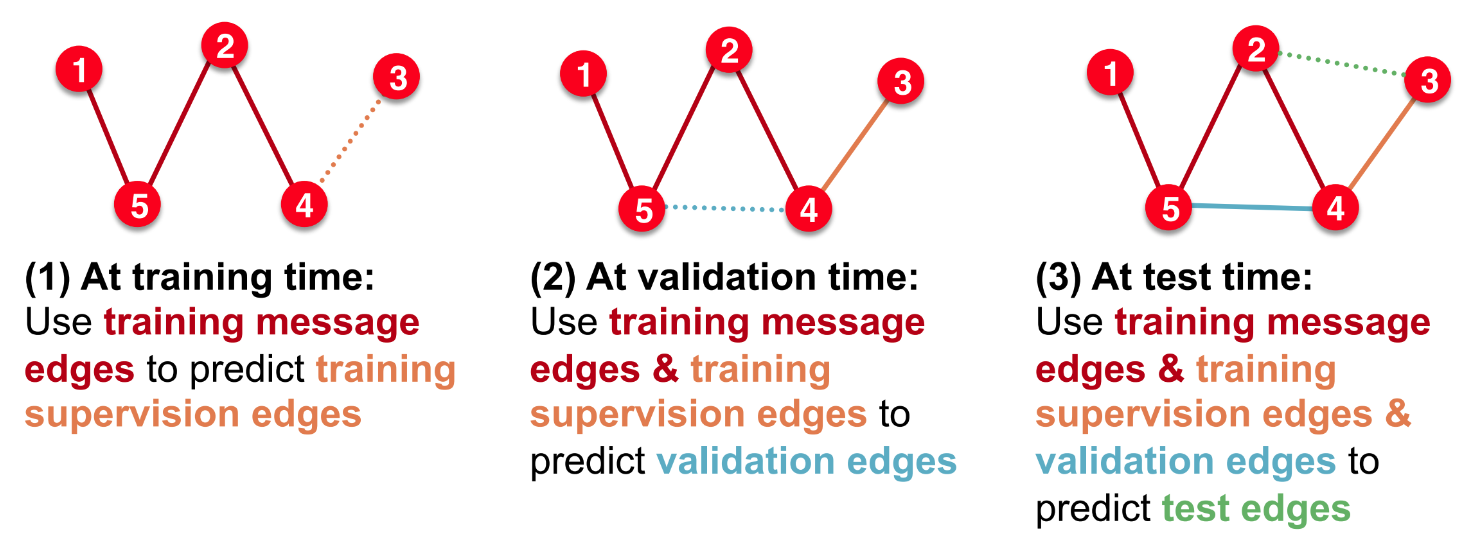 1
2
3
5
4
(1) At training time:
Use training message
edges to predict training
supervision edges
1
2
3
5
4
(2) At validation time:
Use training message
edges & training
supervision edges to
predict validation edges
1
2
3
5
4
(3) At test time:
Use training message
edges & training
supervision edges &
validation edges to
predict test edges